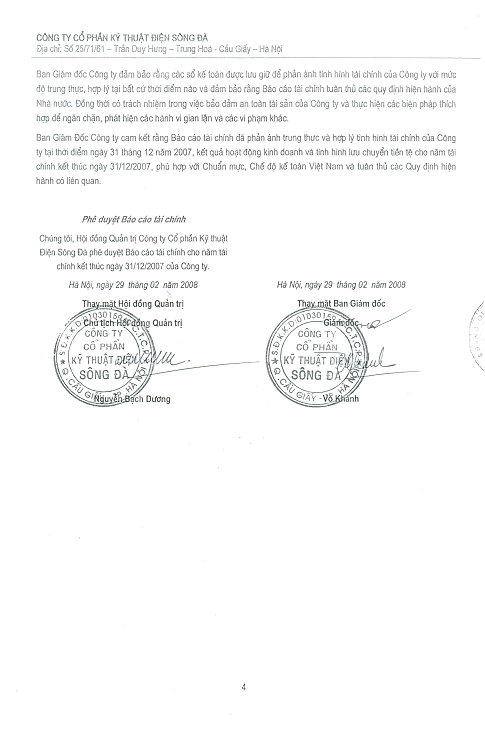 CÔNG TY CỔ PHẦN KỸ THUẬT ĐIỆN SÔNG ĐÀ
Địa chỉ: Số 25/71/61 – Trần Duy Hưng – Trung Hoà - Cầu Giấy – Hà Nội
Ban Giám đốc Công ty đảm bảo rằng các sổ kế toán được lưu giữ để phản ánh tình hình tài chính của Công ty với mức
độ trung thực, hợp lý tại bất cứ thời điểm nào và đảm bảo rằng Báo cáo tài chính tuân thủ các quy định hiện hành của
Nhà nước. Đồng thời có trách nhiệm trong việc bảo đảm an toàn tài sản của Công ty và thực hiện các biện pháp thích
hợp để ngăn chặn, phát hiện các hành vi gian lận và các vi phạm khác.
Ban Giám Đốc Công ty cam kết rằng Báo cáo tài chính đã phản ánh trung thực và hợp lý tình hình tài chính của Công
ty tại thời điểm ngày 31 tháng 12 năm 2007, kết quả hoạt động kinh doanh và tình hình lưu chuyển tiền tệ cho năm tài
chính kết thúc ngày 31/12/2007, phù hợp với Chuẩn mực, Chế độ kế toán Việt Nam và tuân thủ các Quy định hiện
hành có liên quan.
Phê duyệt Báo cáo tài chính
Chúng tôi, Hội đồng Quản trị Công ty Cổ phần Kỹ thuật
Điện Sông Đà phê duyệt Báo cáo tài chính cho năm tài
chính kết thúc ngày 31/12/2007 của Công ty.
Hà Nội, ngày 29 tháng 02 năm 2008
Thay mặt Hội đồng Quản trị
Chủ tịch Hội đồng Quản trị
CÔNG TY
CỔ PHẦN
KỸ THUẬT ĐIỆN
SÔNG ĐÀ
Q. CẦU GIẤY - TP HÀ NỘI
Nguyễn Bạch Dương
Hà Nội, ngày 29 tháng 02 năm 2008
Thay mặt Ban Giám đốc
Giám đốc
CÔNG TY
CỔ PHẦN
KỸ THUẬT ĐIỆN
SÔNG ĐÀ
Q. CẦU GIẤY
Võ Khánh
4